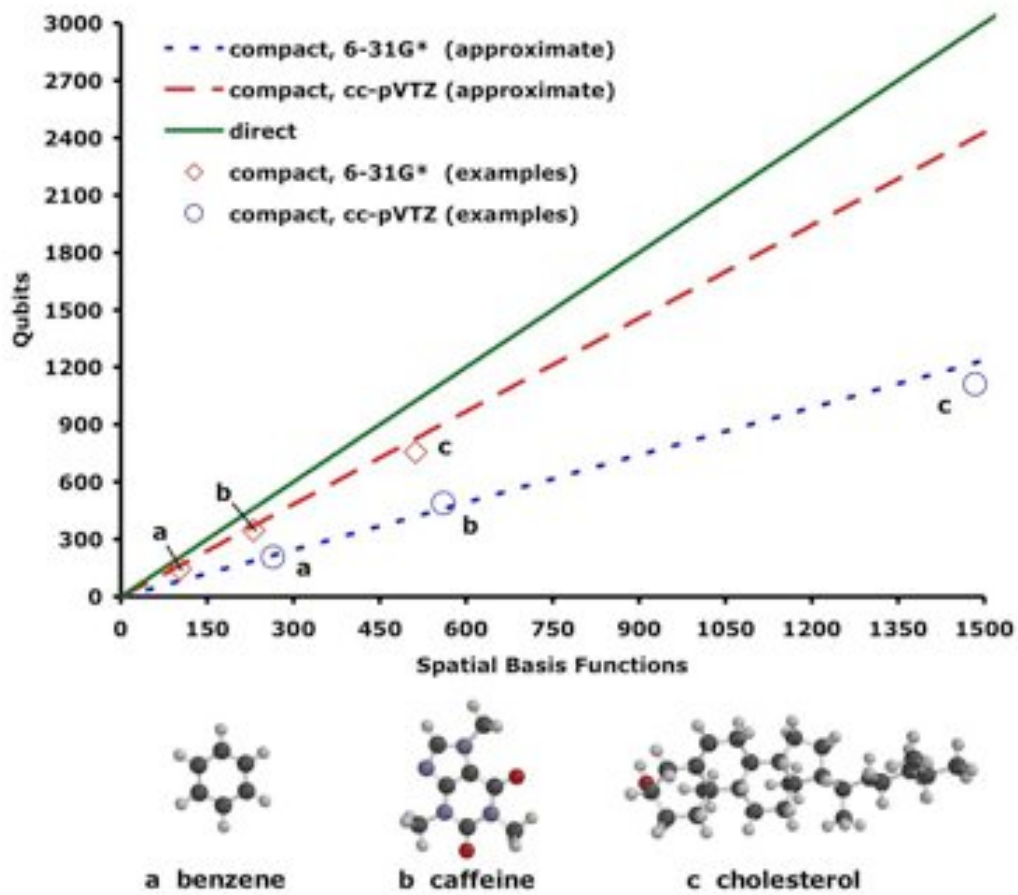 3000
2700
2400
2100
1800
1500
1200
900
600
300
0
Qubits
compact, 6-31G* (approximate)
compact, cc-pVTZ (approximate)
direct
compact, 6-31G* (examples)
compact, cc-pVTZ (examples)
a
b
c
a
b
c
0 150 300 450 600 750 900 1050 1200 1350 1500
Spatial Basis Functions
a benzene b caffeine c cholesterol